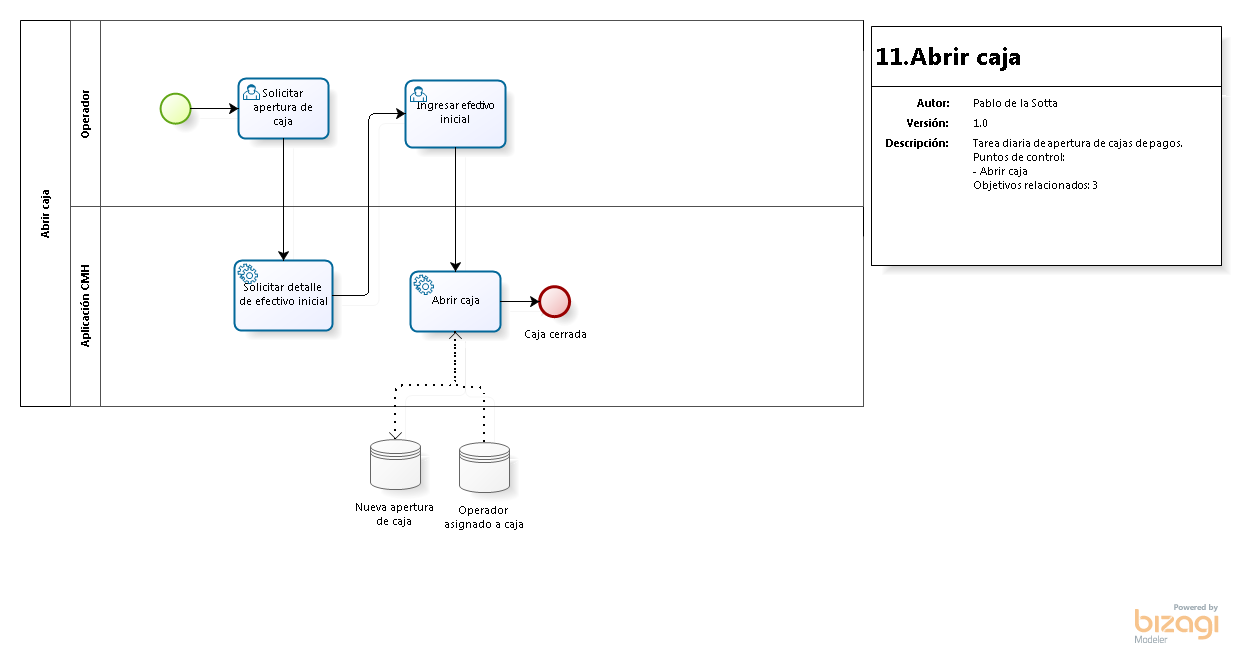 Abrir caja
Operador
Solicitar
apertura de
caja
Ingresar efectivo
inicial
Aplicación CMH
Solicitar detalle
de efectivo inicial
Abrir caja
Caja cerrada
Nueva apertura
de caja
Operador
asignado a caja
11.Abrir caja
Autor: Pablo de la Sotta
Versión: 1.0
Descripción: Tarea diaria de apertura de cajas de pagos.
Puntos de control:
- Abrir caja
Objetivos relacionados: 3
Powered by
bizagi
Modeler